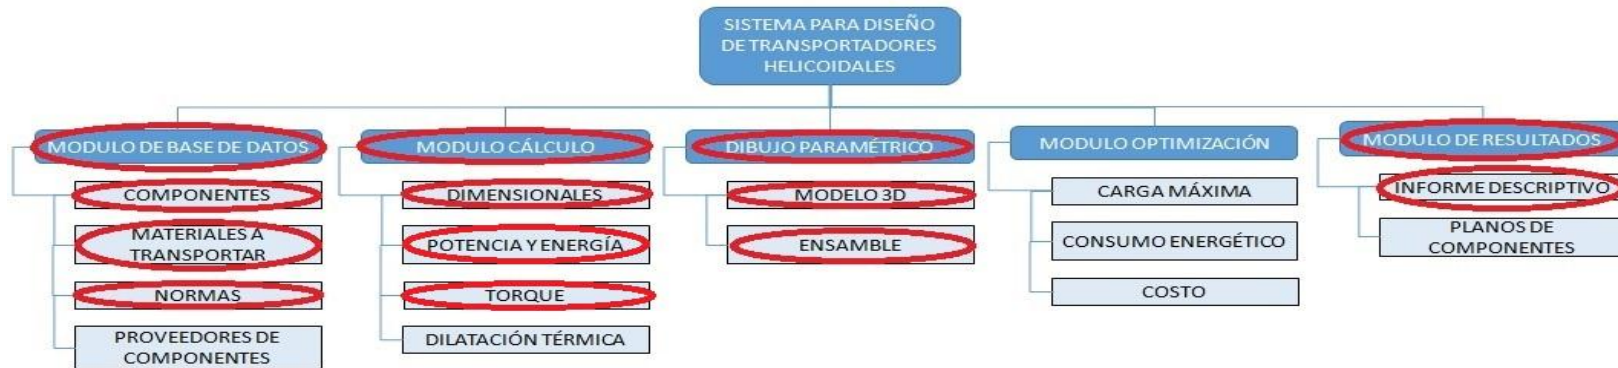 SISTEMA PARA DISEÑO
DE TRANSPORTADORES
HELICOIDALES
MODULO DE BASE DE DATOS
COMPONENTES
MATERIALES A
TRANSPORTAR
NORMAS
PROVEEDORES DE
COMPONENTES
MODULO CÁLCULO
DIMENSIONALES
POTENCIA Y ENERGÍA
TORQUE
DILATACIÓN TÉRMICA
DIBUJO PARAMÉTRICO
MODELO 3D
ENSAMBLE
MODULO OPTIMIZACIÓN
CARGA MÁXIMA
CONSUMO ENERGÉTICO
COSTO
MODULO DE RESULTADOS
INFORME DESCRIPTIVO
PLANOS DE
COMPONENTES